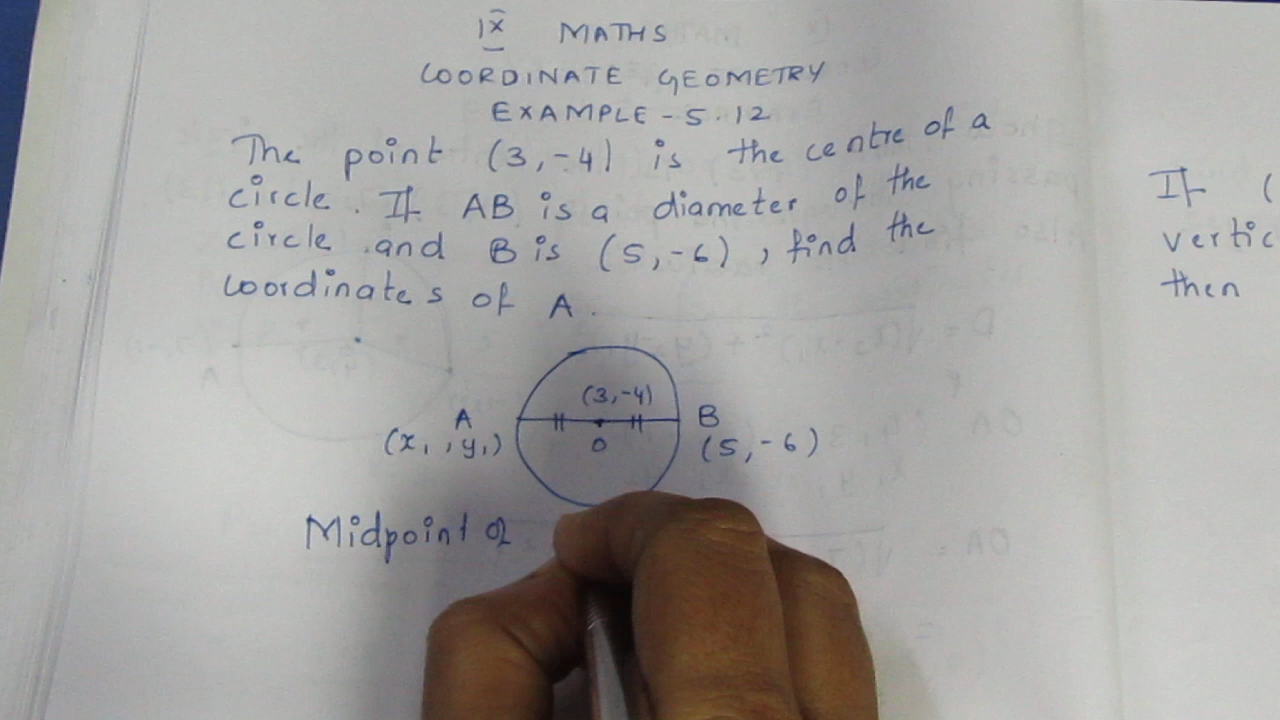 IX MATHS
COORDINATE GEOMETRY
EXAMPLE - 5.12
The point (3,-4) is the centre of a
circle. If AB is a diameter of the
circle and B is (5,-6), find the
coordinates of A.
(3,-4)
A
B
(x₁, y₁)
O
(5,-6)
Midpoint of
If (
vertic
then